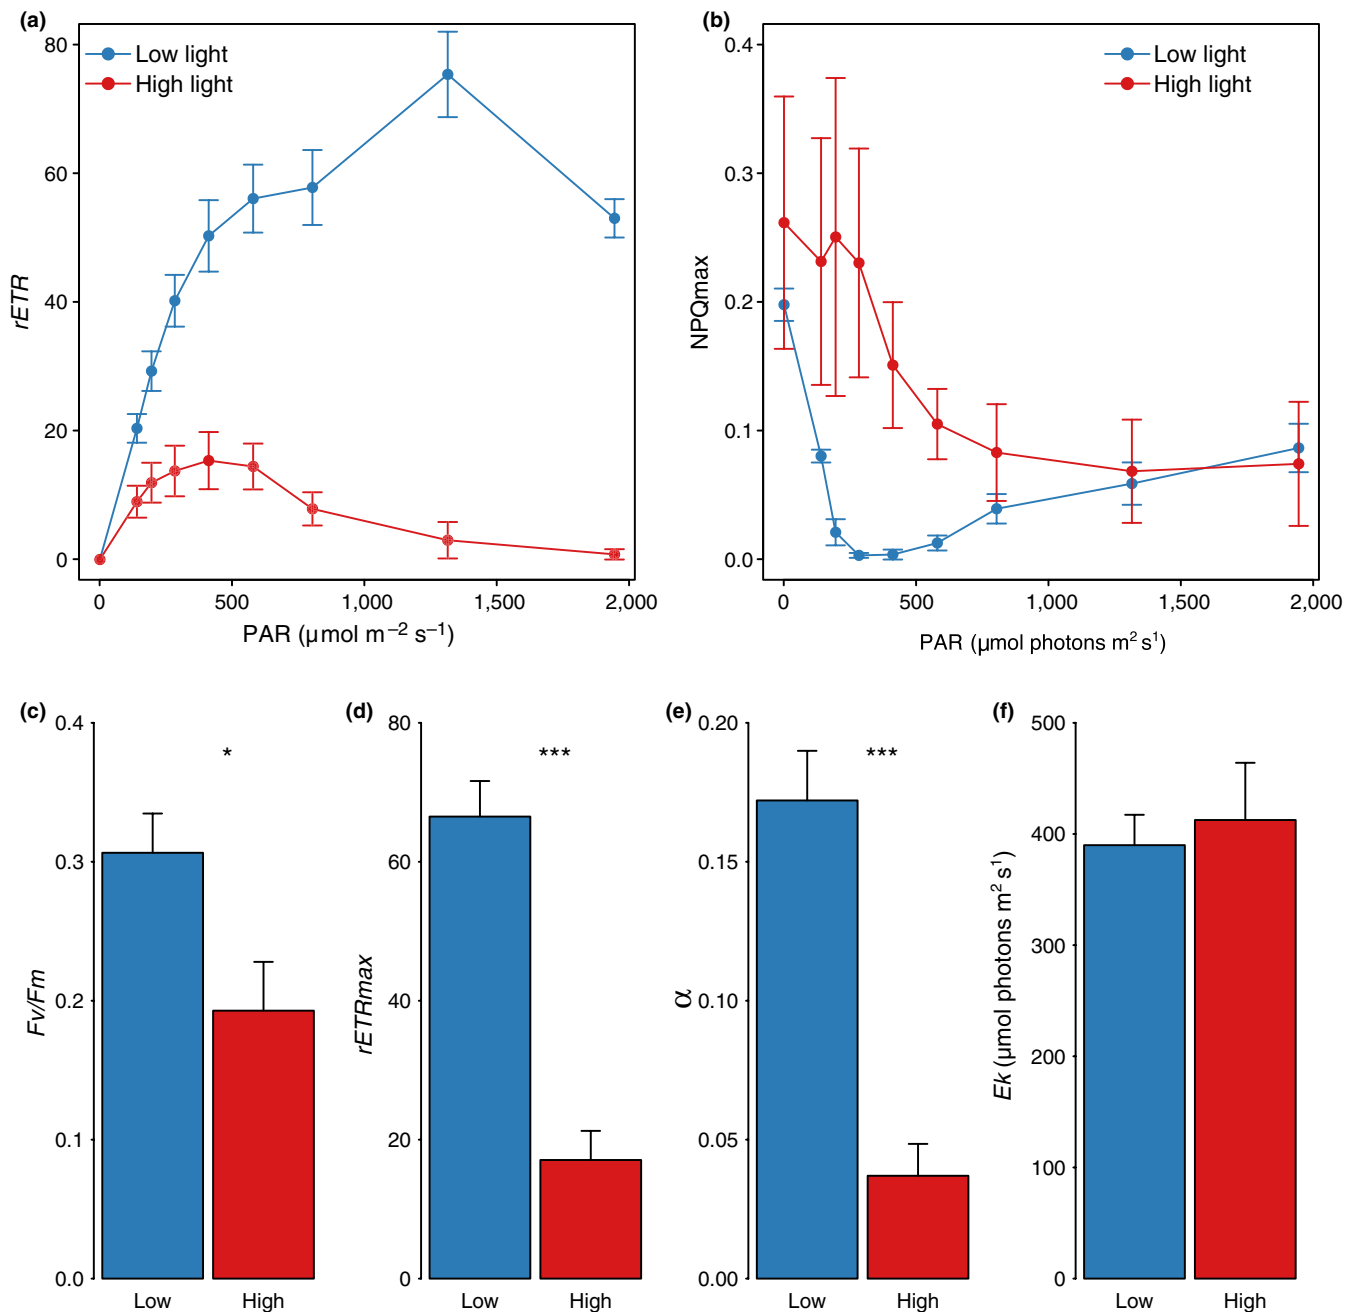 (a)
Low light
High light
80
60
40
20
0
rETR
0 500 1,000 1,500 2,000
PAR (μmol m⁻² s⁻¹)
(b)
Low light
High light
0.4
0.3
0.2
0.1
0.0
NPQmax
0 500 1,000 1,500 2,000
PAR (μmol photons m² s¹)
(c)
*
0.4
0.3
0.2
0.1
0.0
Fv/Fm
Low High
(d)
***
80
60
40
20
0
rETRmax
Low High
(e)
***
0.20
0.15
0.10
0.05
0.00
α
Low High
(f)
500
400
300
200
100
0
Ek (μmol photons m² s¹)
Low High